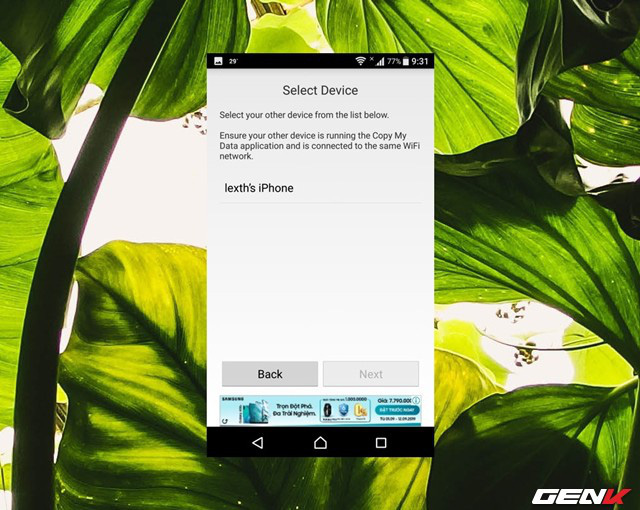 29° 77% 9:31
Select Device
Select your other device from the list below.
Ensure your other device is running the Copy My
Data application and is connected to the same WiFi
network.
lexth's iPhone
Back Next
SAMSUNG
Trọn Đột Phá,
Đa Trải Nghiệm.
Giá: 7.790.000
ĐẶT TRƯỚC NGAY
GENK